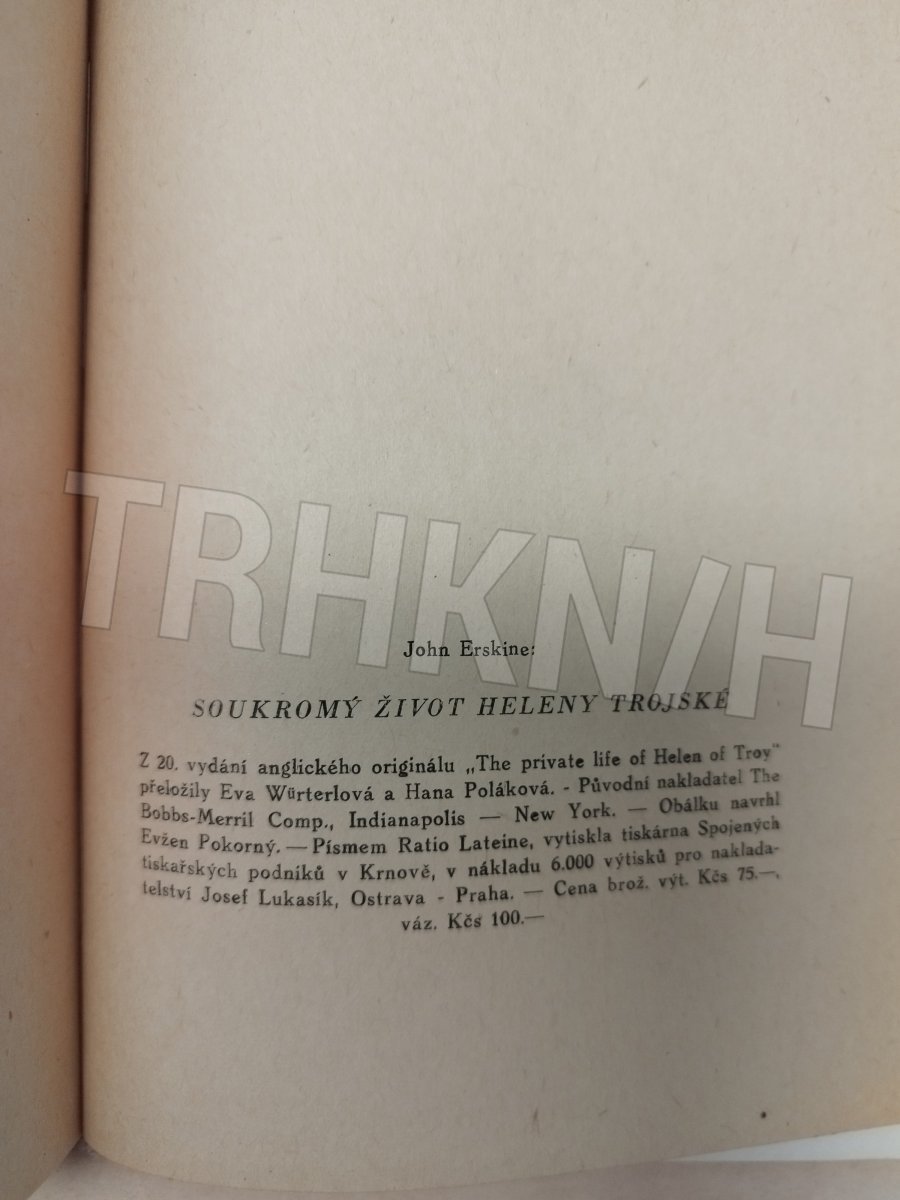 TRHKN/H
John Erskine:
SOUKROMÝ ŽIVOT HELENY TROJSKÉ
Z 20. vydání anglického originálu „The private life of Helen of Troy"
přeložily Eva Würterlová a Hana Poláková. - Původní nakladatel The
Bobbs-Merril Comp., Indianapolis — New York. — Obálku navrhl
Evžen Pokorný. — Písmem Ratio Lateine, vytiskla tiskárna Spojených
tiskařských podniků v Krnově, v nákladu 6.000 výtisků pro naklada-
telství Josef Lukasík, Ostrava - Praha. — Cena brož. výt. Kčs 75.—,
váz. Kčs 100.—